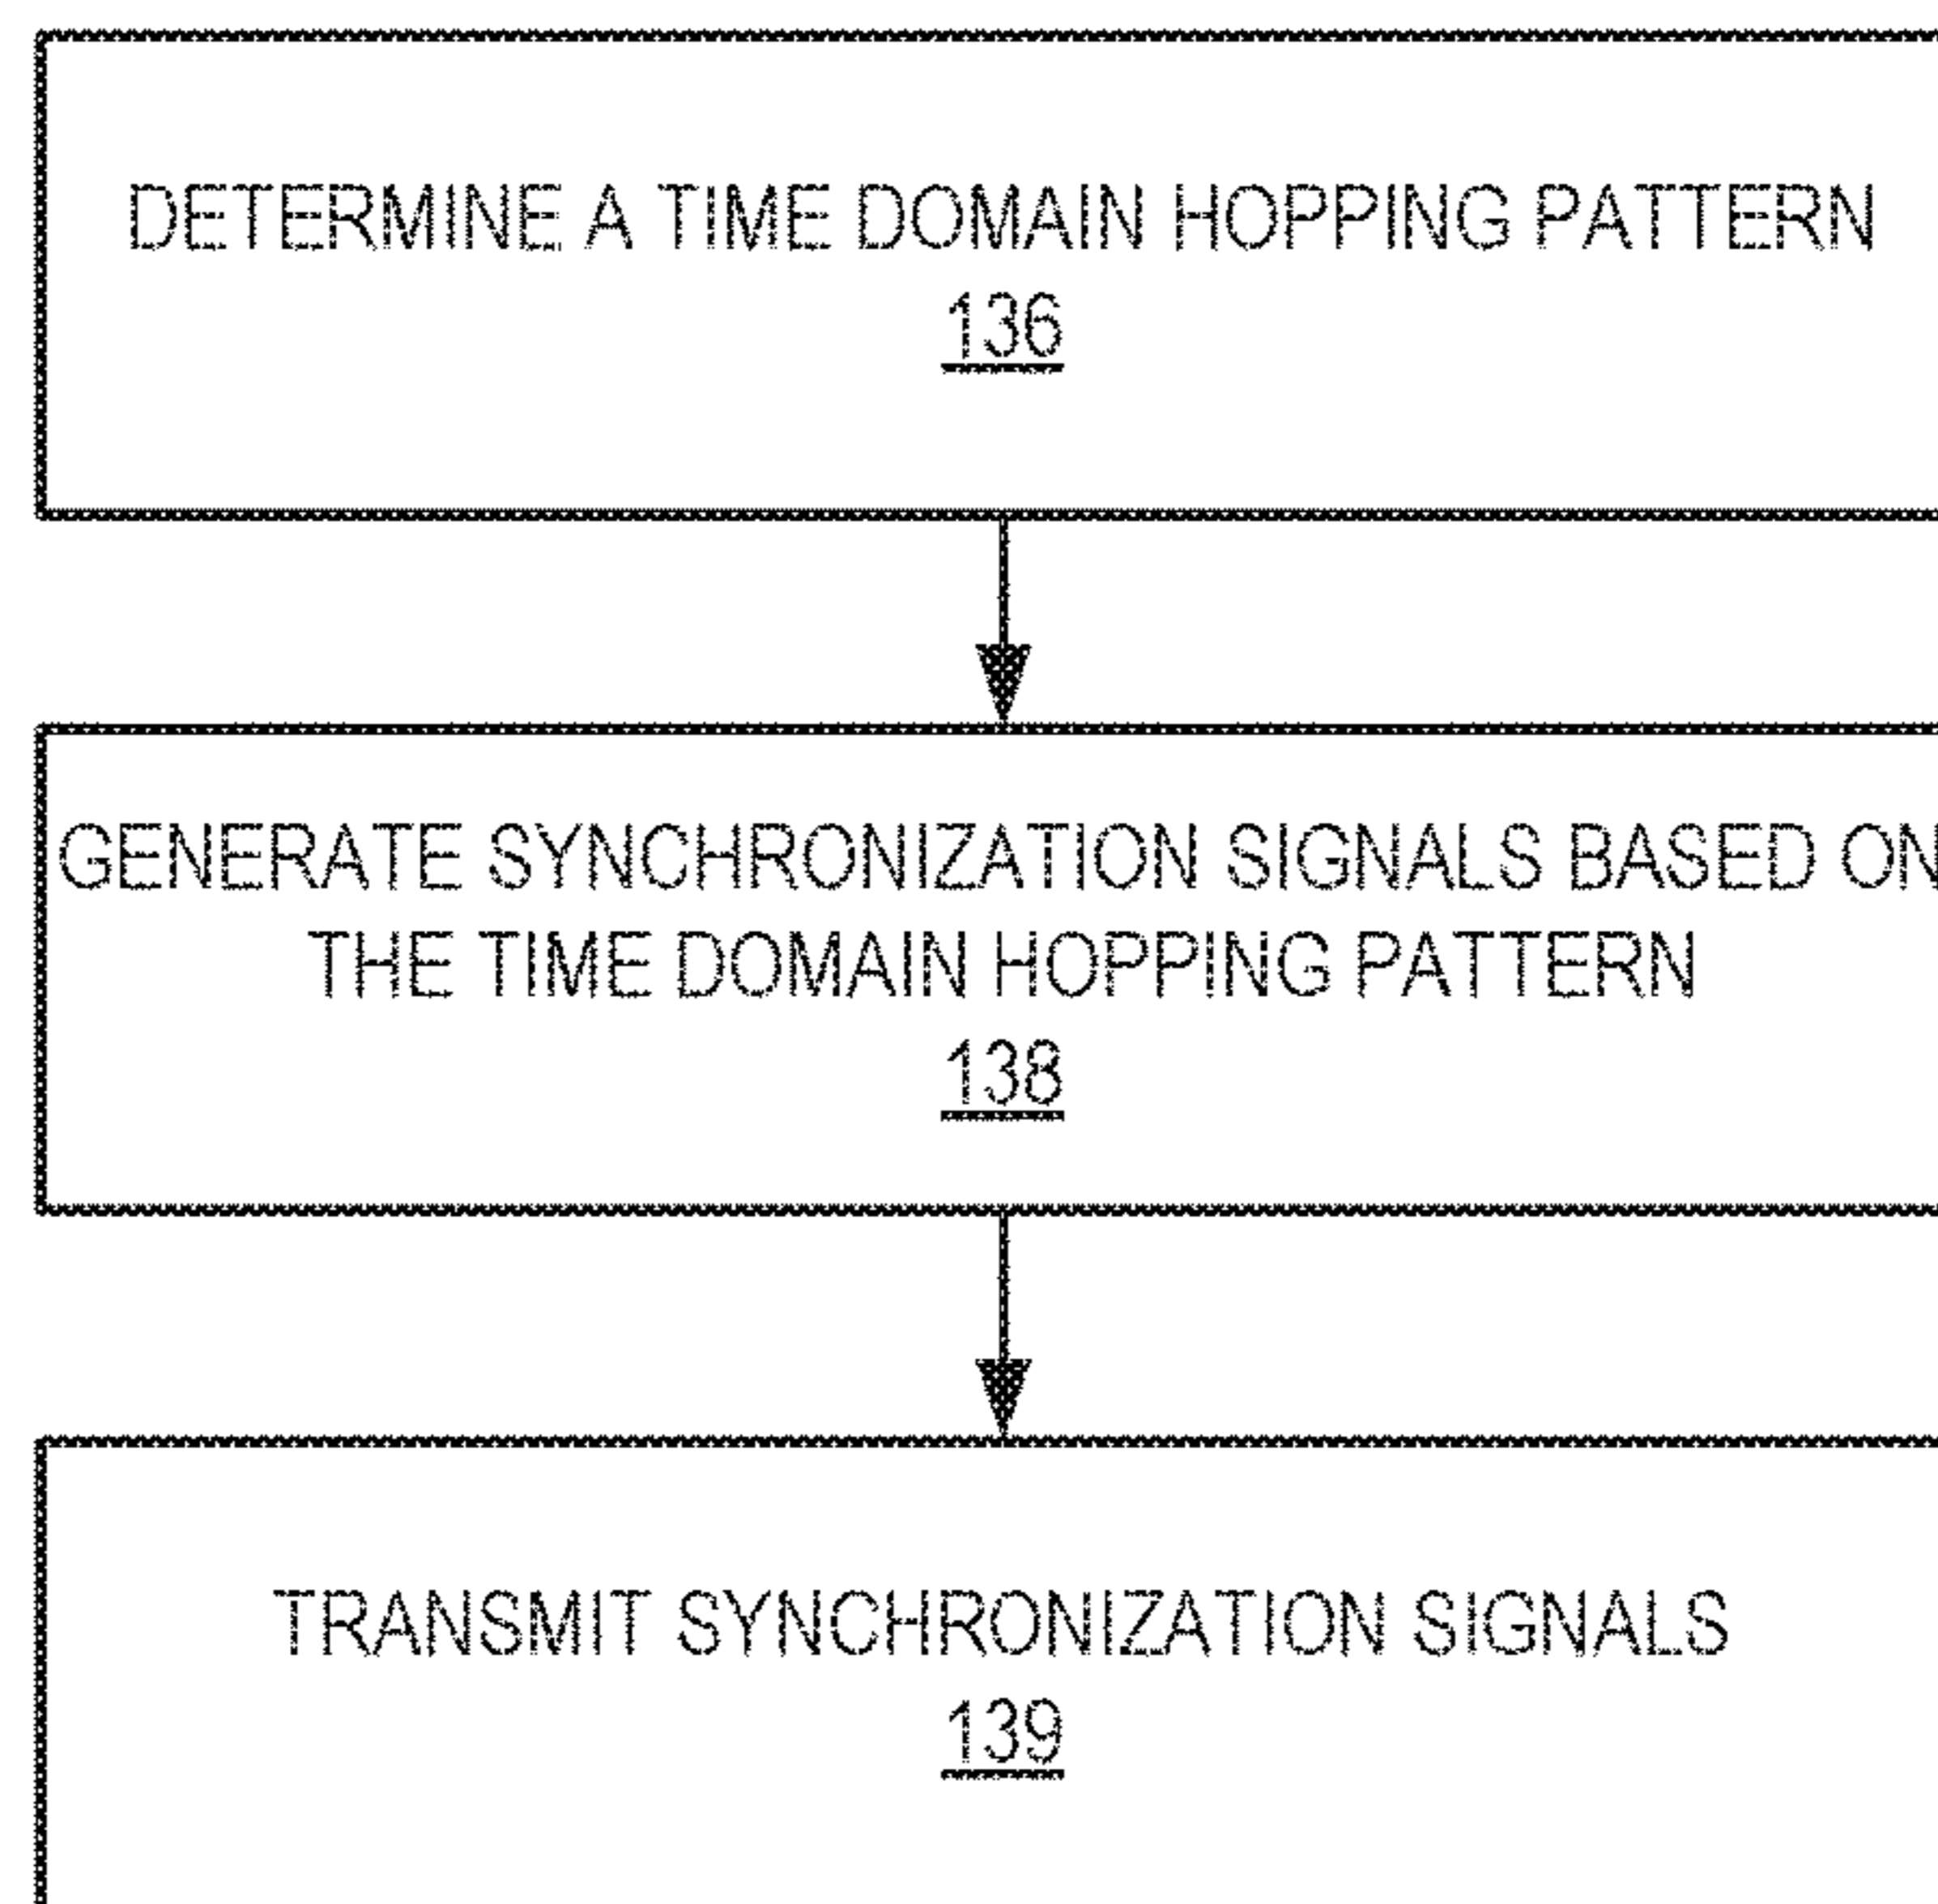 DETERMINE A TIME DOMAIN HOPPING PATTERN
136
GENERATE SYNCHRONIZATION SIGNALS BASED ON
THE TIME DOMAIN HOPPING PATTERN
138
TRANSMIT SYNCHRONIZATION SIGNALS
139